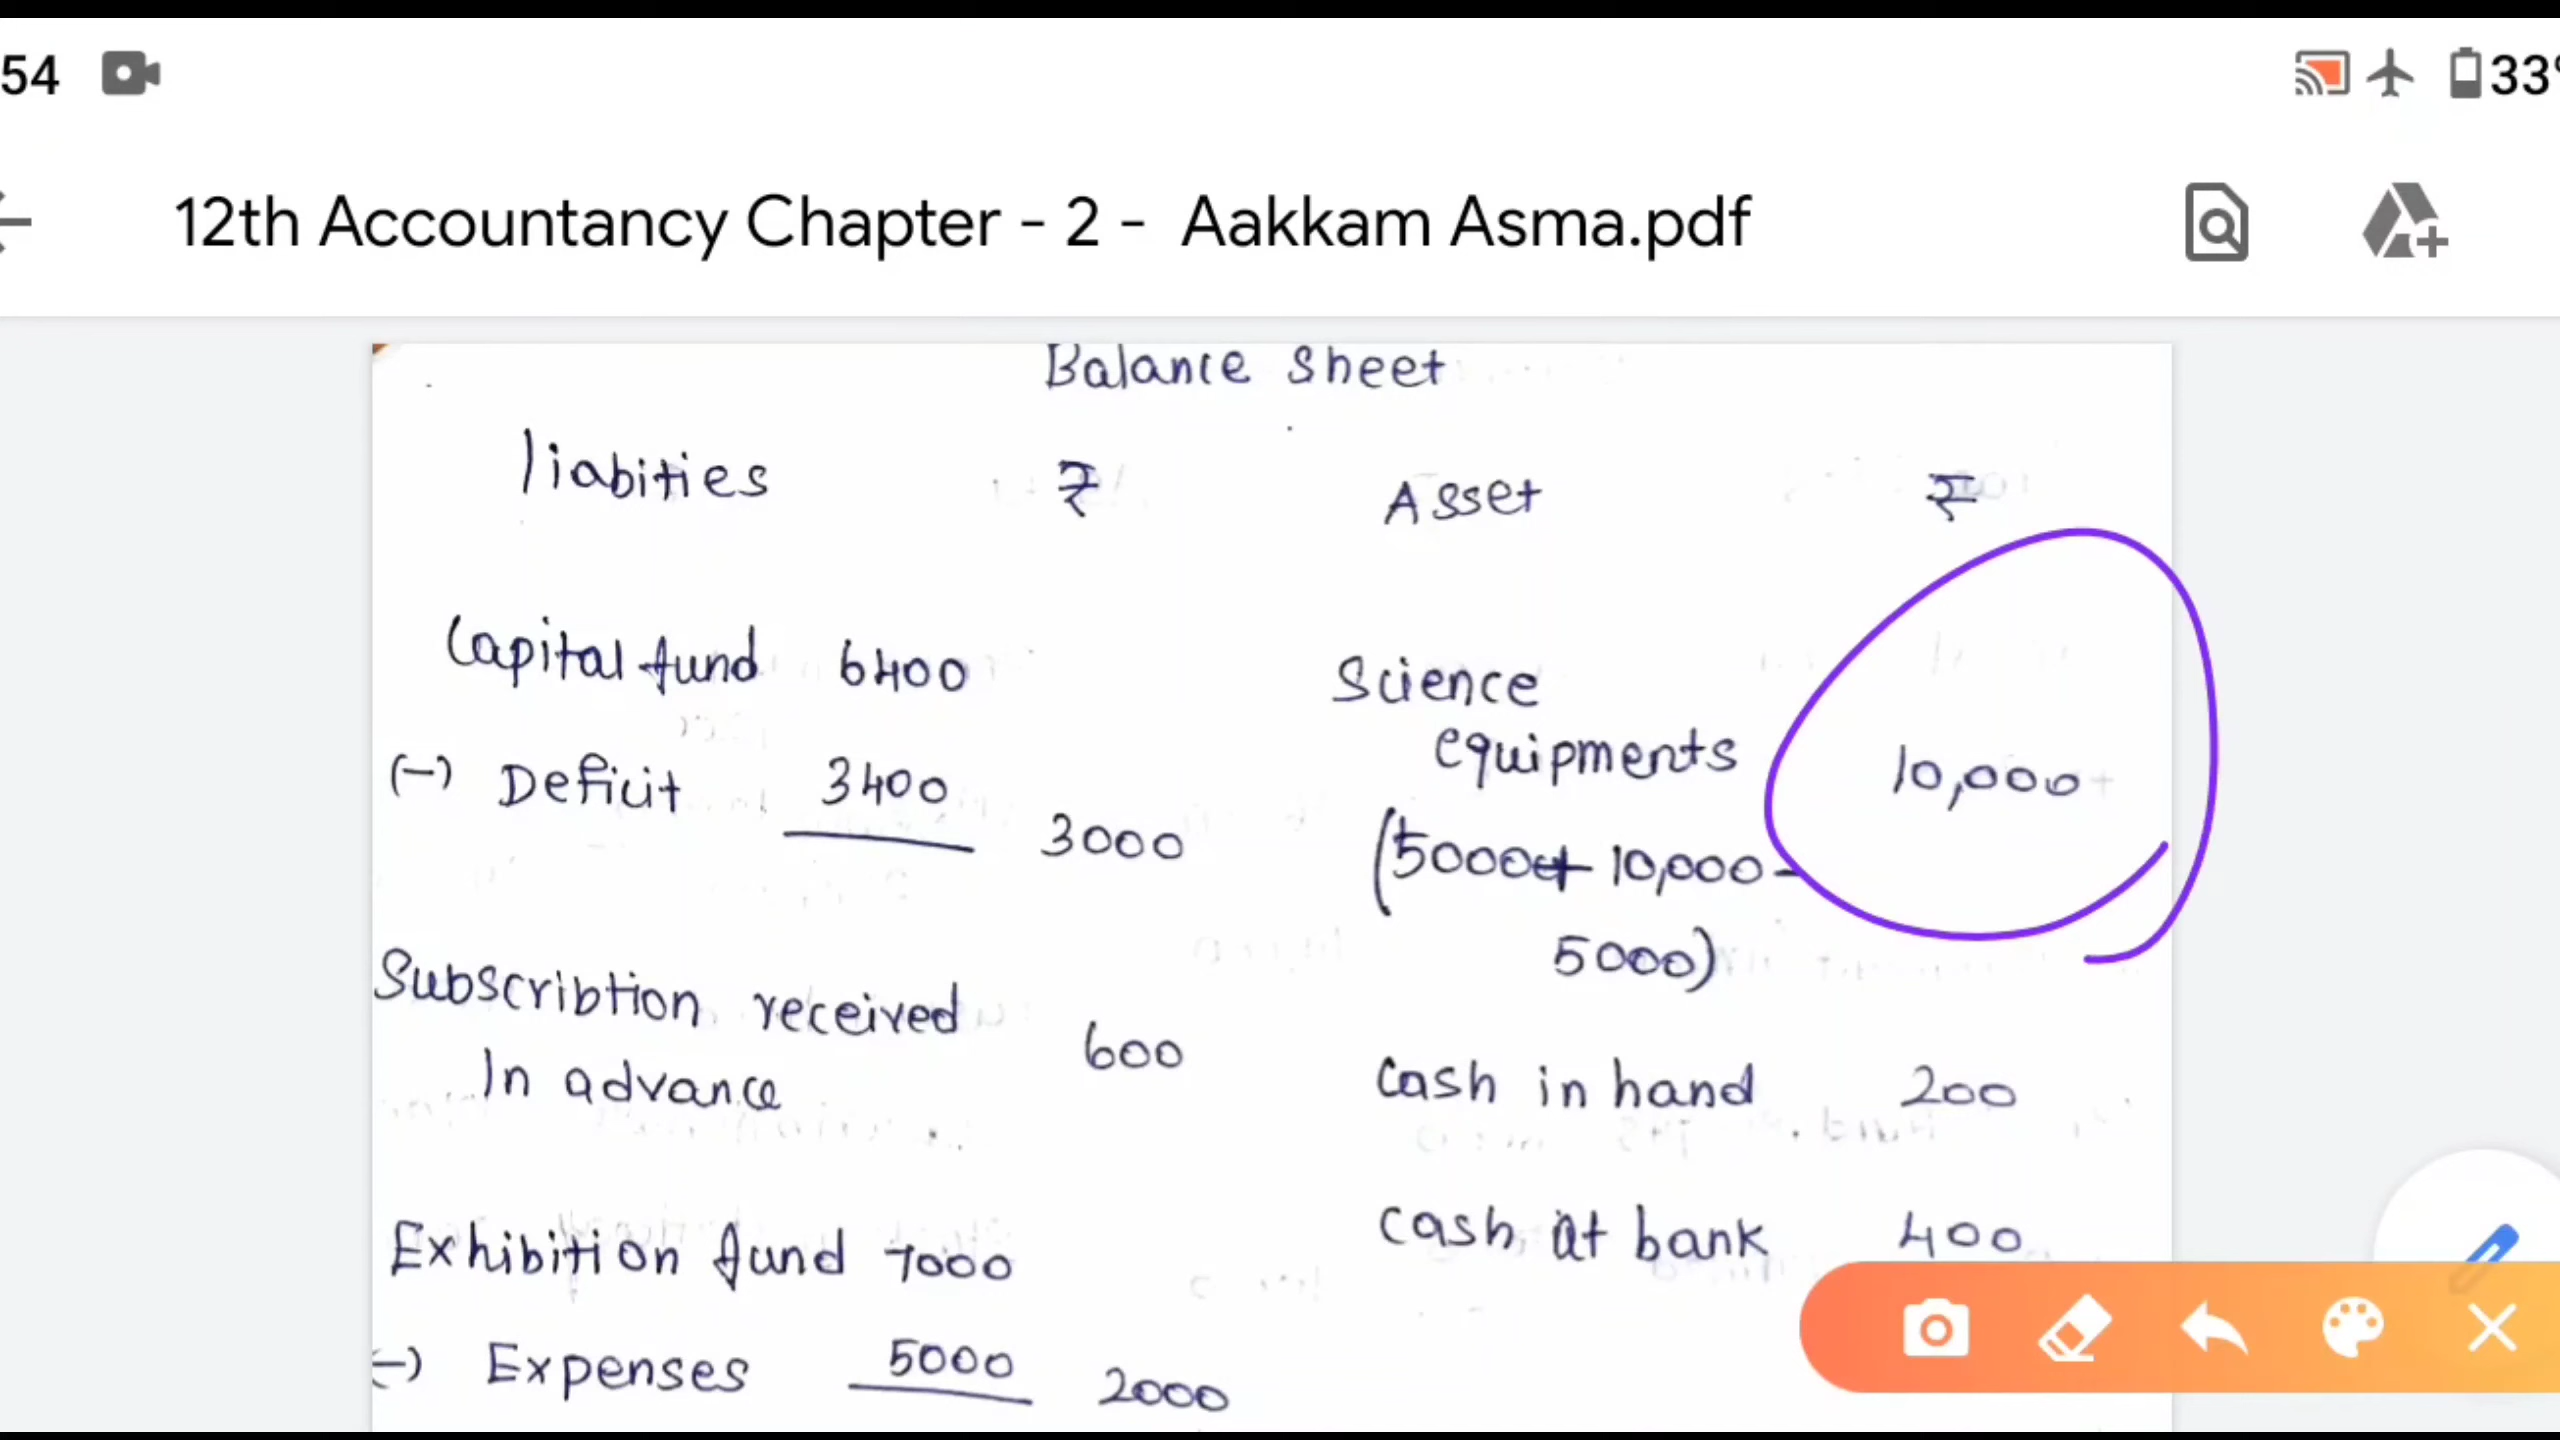 54
33
12th Accountancy Chapter - 2 - Aakkam Asma.pdf
Balance Sheet
liabities ₹ Asset ₹
Capital fund 6400
(-) Deficit 3400 3000
Science equipments 10,000
(5000+ 10,000 -
5000)
Subscribtion received
In advance 600
Cash in hand 200
Cash at bank 400
Exhibition fund 7000
(-) Expenses 5000 2000